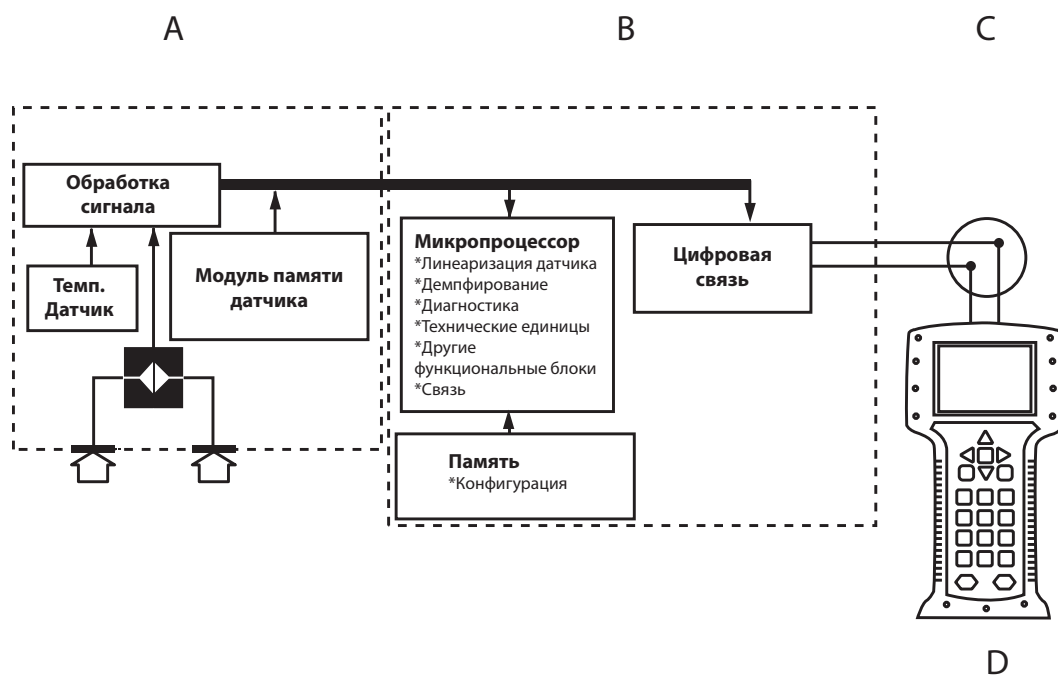 A
B
C
Обработка
сигнала
Темп.
Датчик
Модуль памяти
датчика
Микропроцессор
*Линеаризация датчика
*Демпфирование
*Диагностика
*Технические единицы
*Другие
функциональные блоки
*Связь
Цифровая
связь
Память
*Конфигурация
D